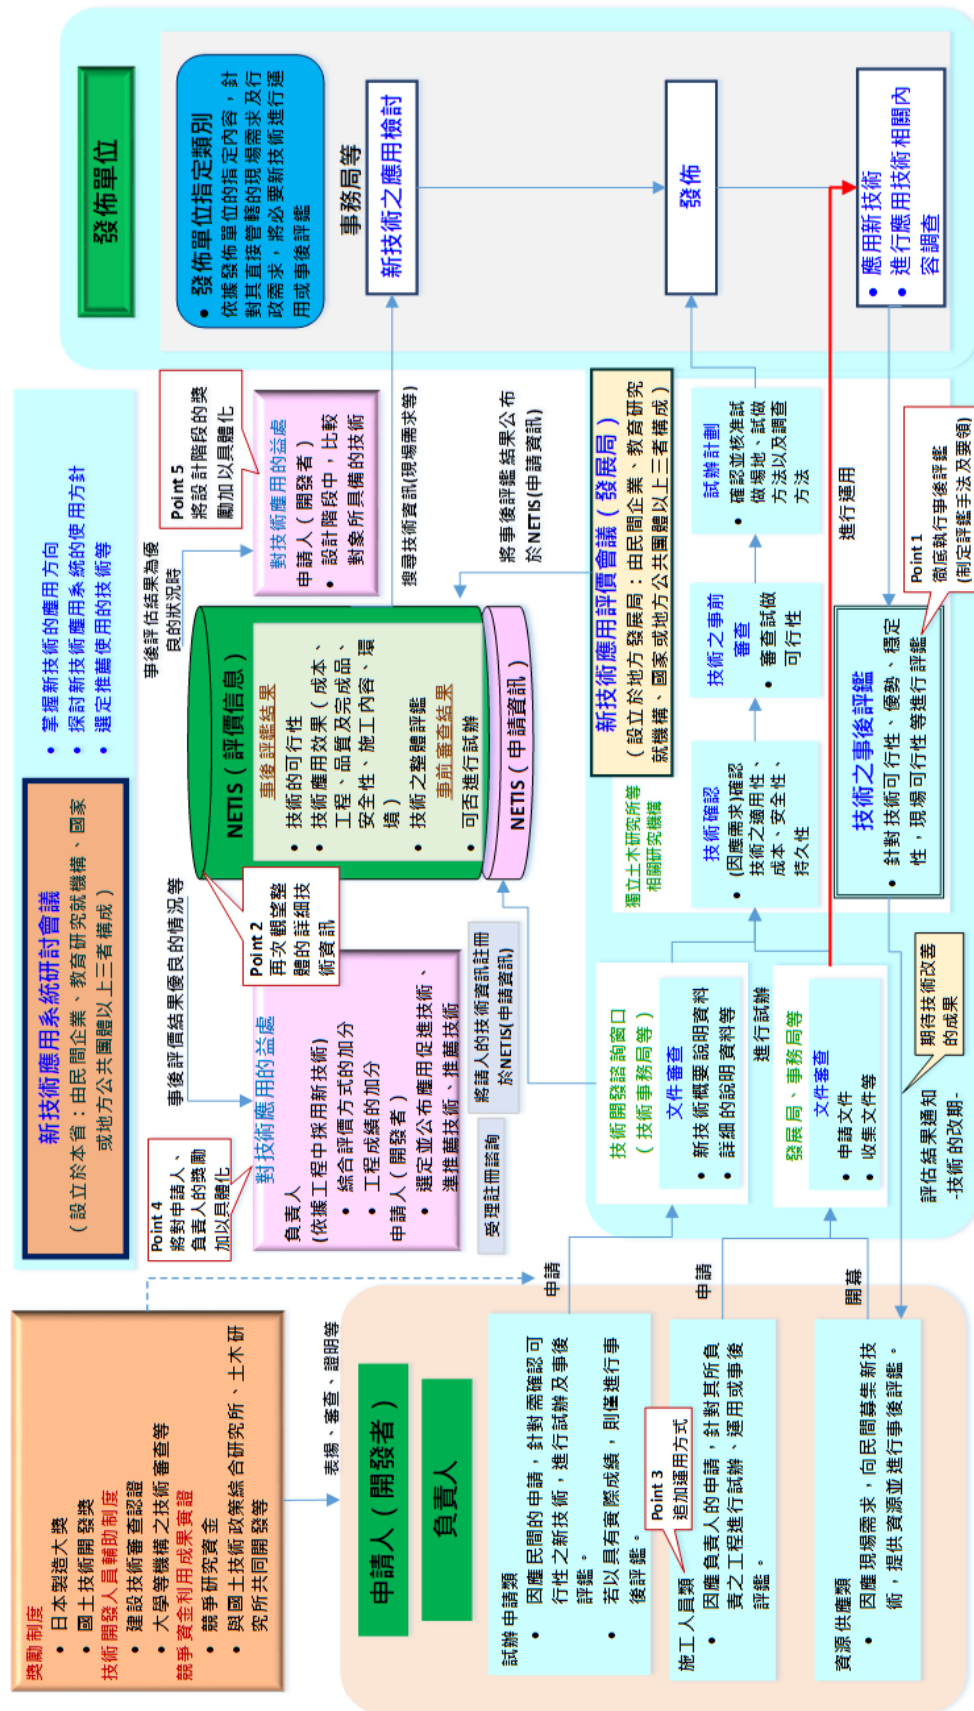 獎勵制度
• 日本製造大獎
• 國土技術開發獎
技術開發人員輔助制度
• 建設技術審查認證
• 大學等機構之技術審查等
競爭資金利用成果實證
• 競爭研究資金
• 與國土技術政策綜合研究所、土木研
究所共同開發等
新技術應用系統研討會議
(設立於本省：由民間企業、教育研究就機構、國家
或地方公共團體以上三者構成)
• 掌握新技術的應用方向
• 探討新技術應用系統的使用方針
• 選定推薦使用的技術等
發佈單位
• 發佈單位指定類別
依據發佈單位的指定內容，針
對其直接管轄的現場需求及行
政需求，將必要新技術進行運
用或事後評鑑
事務局等
新技術之應用檢討
發佈
• 應用新技術
• 進行應用技術相關內
容調查
表揚、審查、證明等
Point 4
將對申請人、
負責人的獎勵
加以具體化
事後評價結果優良的情況等
對技術應用的益處
負責人
(依據工程中採用新技術)
• 綜合評價方式的加分
• 工程成績的加分
申請人(開發者)
• 選定並公布應用促進技術、
準推薦技術、推薦技術
Point 2
再次觀望整
體的詳細技
術資訊
NETIS(評價信息)
事後評鑑結果
• 技術的可行性
• 技術應用效果(成本、
工程、品質及完成品、
安全性、施工內容、環
境)
• 技術之整體評鑑
事前審查結果
• 可否進行試辦
NETIS(申請資訊)
事後評估結果為優
良的狀況時
Point 5
將設計階段的獎
勵加以具體化
對技術應用的益處
申請人(開發者)
• 設計階段中，比較
對象所具備的技術
搜尋技術資訊(現場需求等)
將事後評鑑結果公布
於NETIS(申請資訊)
受理註冊諮詢
將請人的技術資訊註冊
於NETIS(申請資訊)
申請人(開發者)
負責人
試辦申請類
• 因應民間的申請，針對需確認可
行性之新技術，進行試辦及事後
評鑑。
• 若以具有實際成績，則僅進行事
後評鑑。
Point 3
追加運用方式
施工人員類
• 因應負責人的申請，針對其所負
責之工程進行試辦、運用或事後
評鑑。
資源供應類
• 因應現場需求，向民間募集新技
術，提供資源並進行事後評鑑。
申請
申請
開幕
技術開發諮詢窗口
(技術事務局等)
文件審查
• 新技術概要說明資料
• 詳細的說明資料等
進行試辦
發展局、事務局等
文件審查
• 申請文件
• 收集文件等
獨立土木研究所等
相關研究機構
新技術應用評價會議(發展局)
(設立於地方發展局：由民間企業、教育研究
就機構、國家或地方公共團體以上三者構成)
技術確認
• (因應需求)確認
技術之適用性、
成本、安全性、
持久性
技術之事前
審查
• 審查試做
可行性
試辦計劃
• 確認並核准試
做場地、試做
方法以及調查
方法
進行運用
技術之事後評鑑
• 針對技術可行性、優勢、穩定
性，現場可行性等進行評鑑
Point 1
徹底執行事後評鑑
(制定評鑑手法及要領)
期待技術改善
的成果
評估結果通知
-技術的改期-